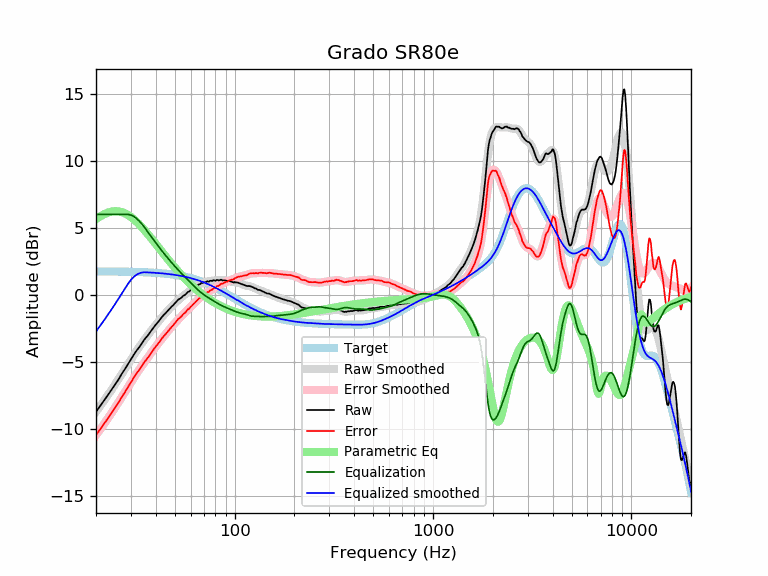 Grado SR80e
15
10
5
0
−5
−10
−15
Amplitude (dBr)
Target
Raw Smoothed
Error Smoothed
Raw
Error
Parametric Eq
Equalization
Equalized smoothed
100
1000
10000
Frequency (Hz)